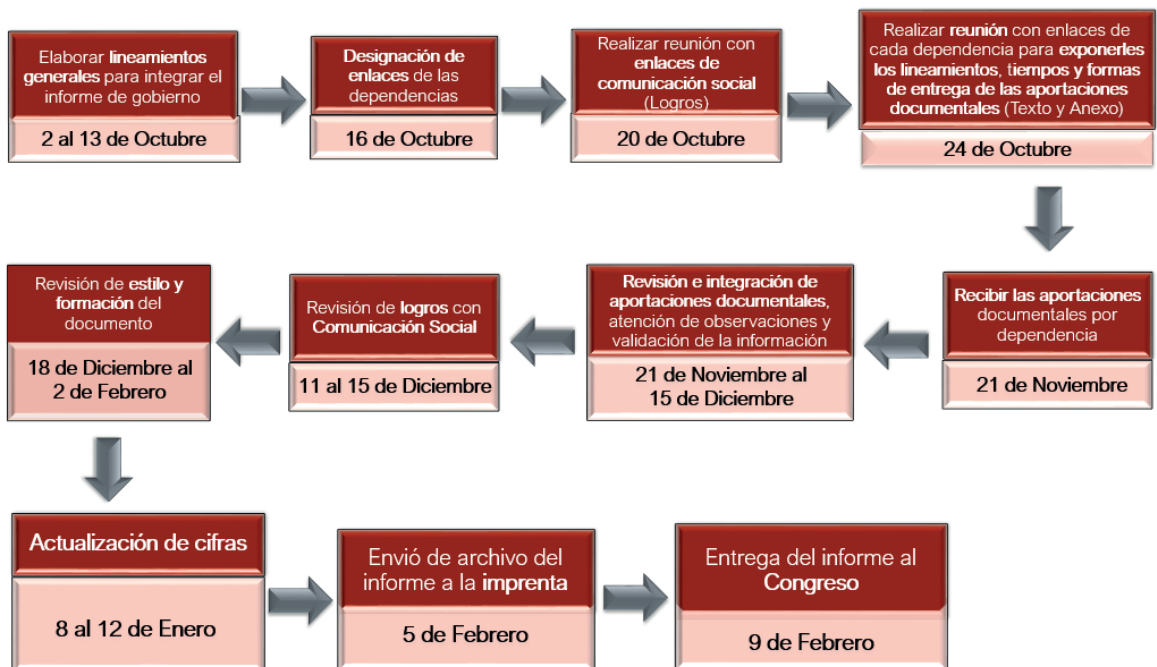 Elaborar lineamientos
generales para integrar el
informe de gobierno
2 al 13 de Octubre
Designación de
enlaces de las
dependencias
16 de Octubre
Realizar reunión con
enlaces de
comunicación social
(Logros)
20 de Octubre
Realizar reunión con enlaces de
cada dependencia para exponerles
los lineamientos, tiempos y formas
de entrega de las aportaciones
documentales (Texto y Anexo)
24 de Octubre
Recibir las aportaciones
documentales por
dependencia
21 de Noviembre
Revisión e integración de
aportaciones documentales,
atención de observaciones y
validación de la información
21 de Noviembre al
15 de Diciembre
Revisión de logros con
Comunicación Social
11 al 15 de Diciembre
Revisión de estilo y
formación del
documento
18 de Diciembre al
2 de Febrero
Actualización de cifras
8 al 12 de Enero
Envió de archivo del
informe a la imprenta
5 de Febrero
Entrega del informe al
Congreso
9 de Febrero